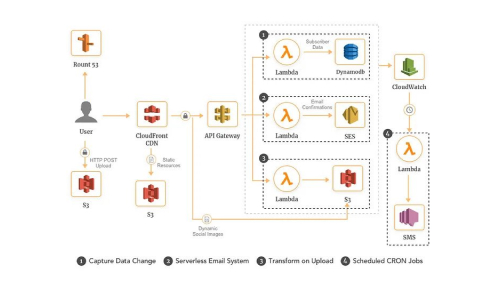 1
Subscriber
Data
Lambda
Dynamodb
Rount 53
CloudWatch
User
CloudFront
CDN
API Gateway
2
Email
Confirmations
Lambda
SES
4
Lambda
HTTP POST
Upload
Static
Resources
3
Lambda
S3
S3
S3
SMS
Dynamic
Social Images
1 Capture Data Change 2 Serverless Email System 3 Transform on Upload 4 Scheduled CRON Jobs